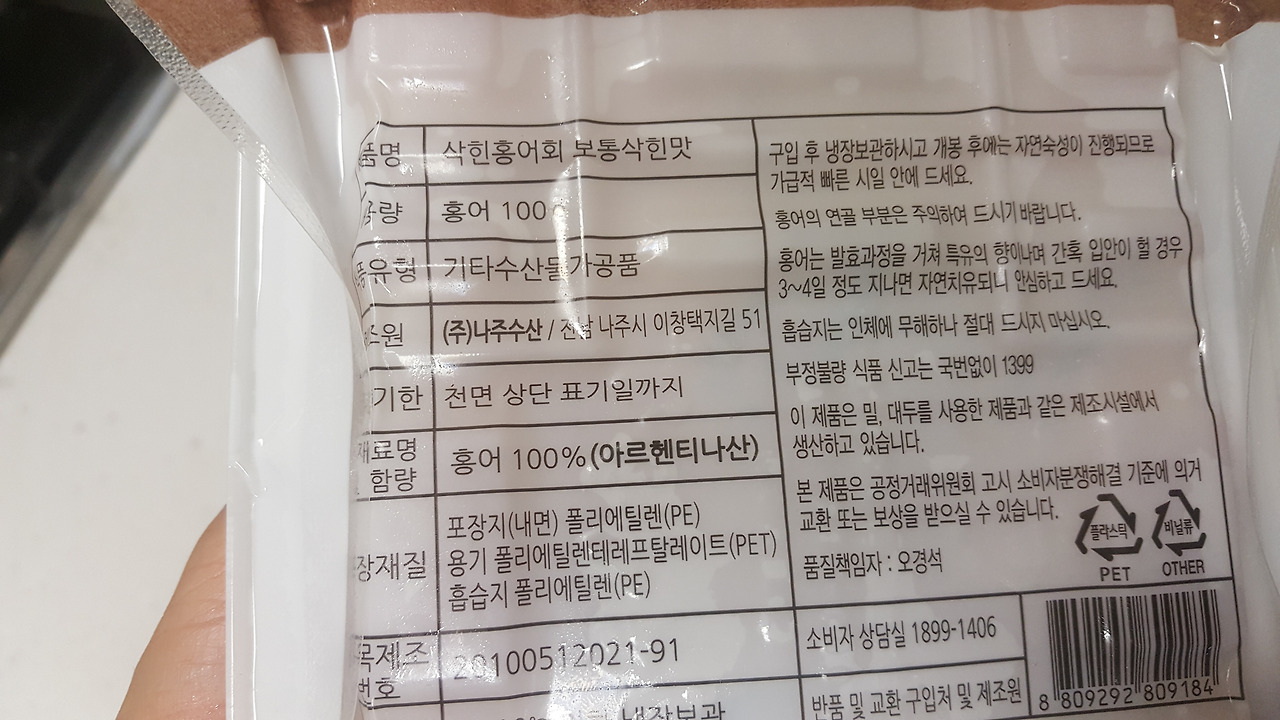 품명 삭힌홍어회 보통삭힌맛
용량 홍어 100
유형 기타수산물가공품
조원 (주)나주수산 / 전남 나주시 이창택지길 51
기한 천면 상단 표기일까지
재료명
함량 홍어 100%(아르헨티나산)
장재질 포장지(내면) 폴리에틸렌(PE)
용기 폴리에틸렌테레프탈레이트(PET)
흡습지 폴리에틸렌(PE)
목제조
번호 20100512021-91
냉장보관
구입 후 냉장보관하시고 개봉 후에는 자연숙성이 진행되므로
가급적 빠른 시일 안에 드세요.
홍어의 연골 부분은 주의하여 드시기 바랍니다.
홍어는 발효과정을 거쳐 특유의 향이나며 간혹 입안이 헐 경우
3~4일 정도 지나면 자연치유되니 안심하고 드세요.
흡습지는 인체에 무해하나 절대 드시지 마십시오.
부정불량 식품 신고는 국번없이 1399
이 제품은 밀, 대두를 사용한 제품과 같은 제조시설에서
생산하고 있습니다.
본 제품은 공정거래위원회 고시 소비자분쟁해결 기준에 의거
교환 또는 보상을 받으실 수 있습니다.
플라스틱 비닐류
PET OTHER
품질책임자 : 오경석
소비자 상담실 1899-1406
반품 및 교환 구입처 및 제조원
8 809292 809184